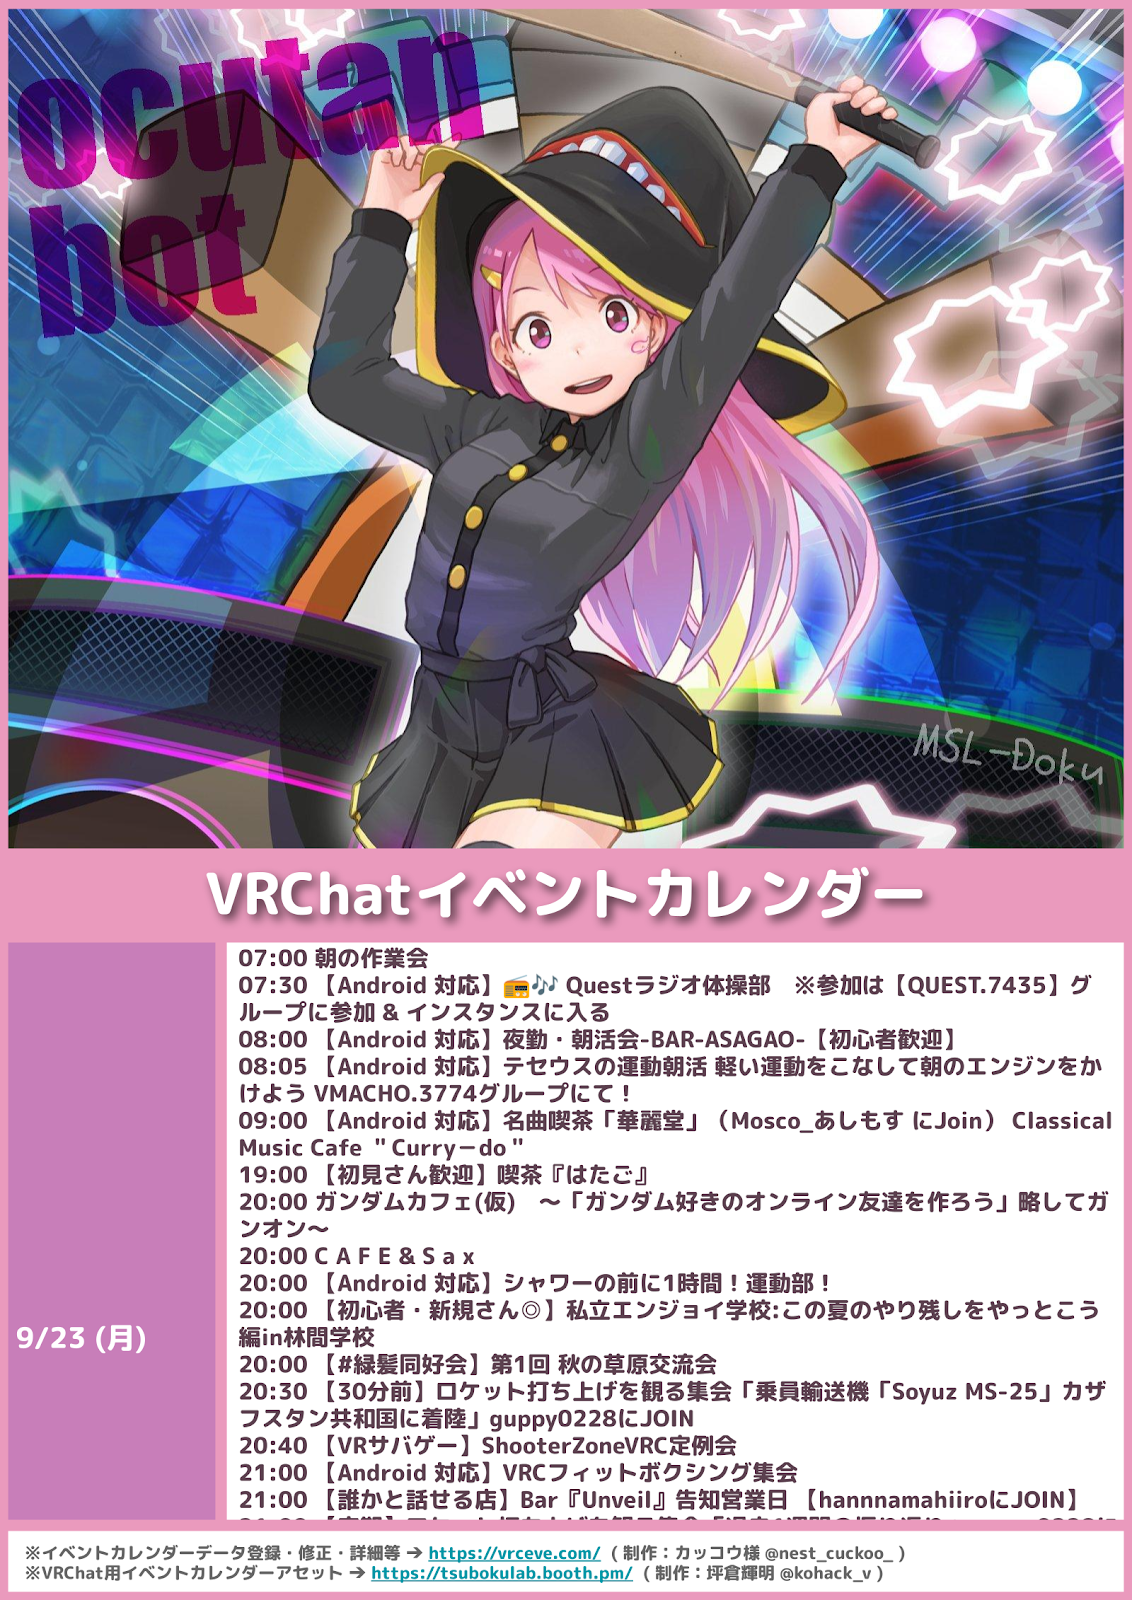 ocutan
bot
MSL-Doku
VRChatイベントカレンダー
9/23 (月)
07:00 朝の作業会
07:30 【Android 対応】📻🎶 Questラジオ体操部　※参加は【QUEST.7435】グ
ループに参加 & インスタンスに入る
08:00 【Android 対応】夜勤・朝活会-BAR-ASAGAO-【初心者歓迎】
08:05 【Android 対応】テセウスの運動朝活 軽い運動をこなして朝のエンジンをか
けよう VMACHO.3774グループにて！
09:00 【Android 対応】名曲喫茶「華麗堂」（Mosco_あしもす にJoin） Classical
Music Cafe ＂Curry－do＂
19:00 【初見さん歓迎】喫茶『はたご』
20:00 ガンダムカフェ(仮)　～「ガンダム好きのオンライン友達を作ろう」略してガ
ンオン～
20:00 C A F E & S a x
20:00 【Android 対応】シャワーの前に1時間！運動部！
20:00 【初心者・新規さん◎】私立エンジョイ学校:この夏のやり残しをやっとこう
編in林間学校
20:00 【#緑髪同好会】第1回 秋の草原交流会
20:30 【30分前】ロケット打ち上げを観る集会「乗員輸送機「Soyuz MS-25」カザ
フスタン共和国に着陸」guppy0228にJOIN
20:40 【VRサバゲー】ShooterZoneVRC定例会
21:00 【Android 対応】VRCフィットボクシング集会
21:00 【誰かと話せる店】Bar『Unveil』告知営業日 【hannnamahiiroにJOIN】
※イベントカレンダーデータ登録・修正・詳細等 ➔ https://vrceve.com/ （ 制作：カッコウ様 @nest_cuckoo_ ）
※VRChat用イベントカレンダーアセット ➔ https://tsubokulab.booth.pm/ （ 制作：坪倉輝明 @kohack_v ）